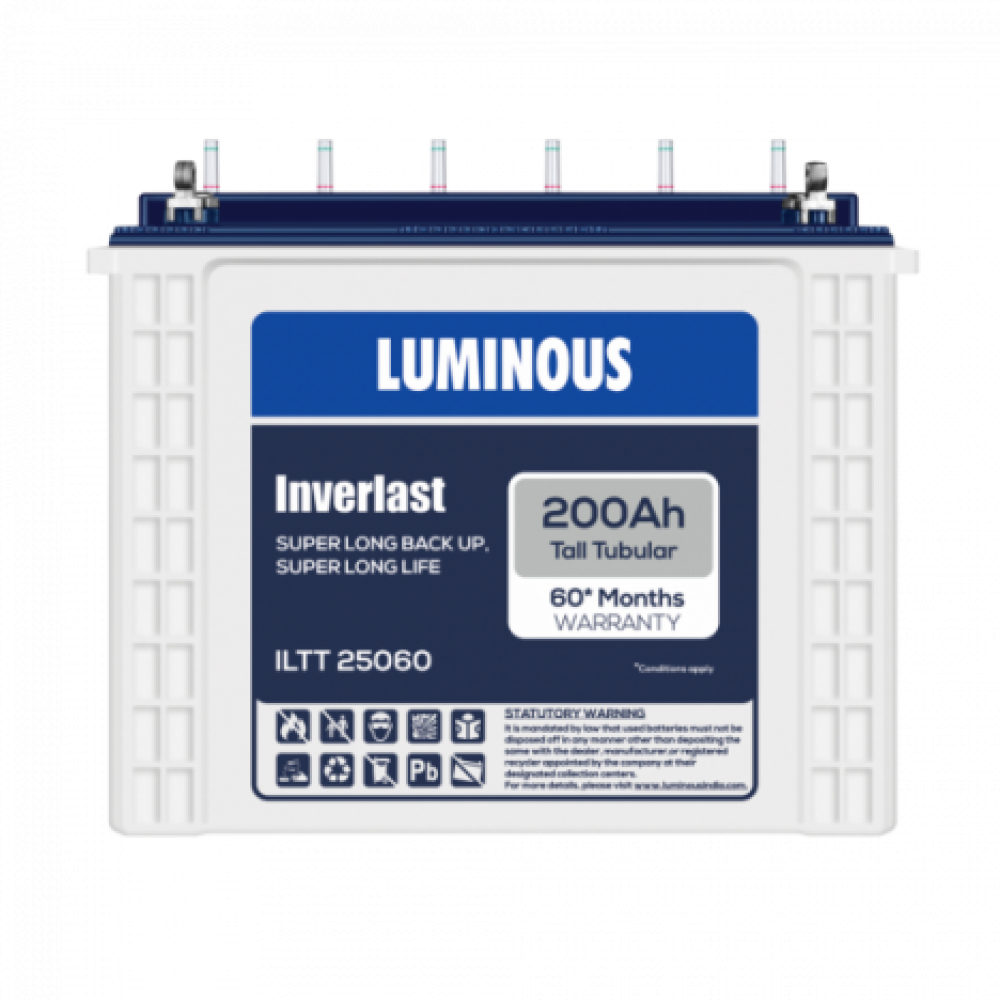 LUMINOUS
Inverlast
SUPER LONG BACK UP,
SUPER LONG LIFE
200Ah
Tall Tubular
60* Months
WARRANTY
ILTT 25060
*Conditions apply
Pb
STATUTORY WARNING
It is mandated by law that used batteries must not be
disposed off in any manner other than depositing the
same with the dealer, manufacturer, or registered
recycler appointed by the company at their
designated collection centers.
For more details, please visit www.luminousindia.com.